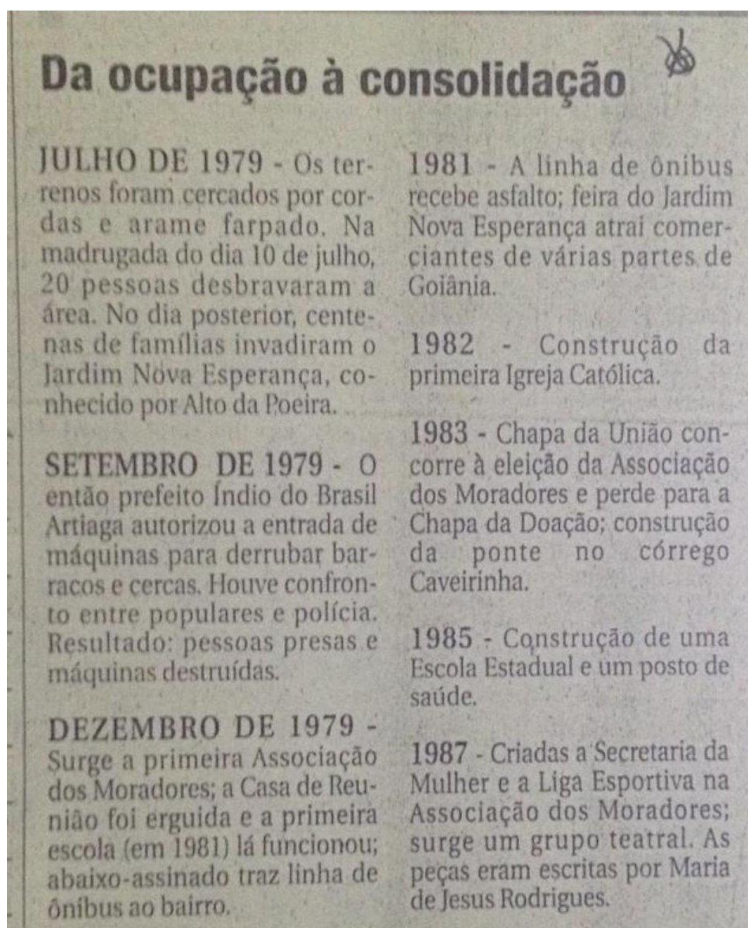 Da ocupação à consolidação
JULHO DE 1979 - Os ter-
renos foram cercados por cor-
das e arame farpado. Na
madrugada do dia 10 de julho,
20 pessoas desbravaram a
área. No dia posterior, cente-
nas de famílias invadiram o
Jardim Nova Esperança, co-
nhecido por Alto da Poeira.
SETEMBRO DE 1979 - O
então prefeito Índio do Brasil
Artiaga autorizou a entrada de
máquinas para derrubar bar-
racos e cercas. Houve confron-
to entre populares e polícia.
Resultado: pessoas presas e
máquinas destruídas.
DEZEMBRO DE 1979 -
Surge a primeira Associação
dos Moradores; a Casa de Reu-
nião foi erguida e a primeira
escola (em 1981) lá funcionou;
abaixo-assinado traz linha de
ônibus ao bairro.
1981 - A linha de ônibus
recebe asfalto; feira do Jardim
Nova Esperança atrai comer-
ciantes de várias partes de
Goiânia.
1982 - Construção da
primeira Igreja Católica.
1983 - Chapa da União con-
corre à eleição da Associação
dos Moradores e perde para a
Chapa da Doação; construção
da ponte no córrego
Caveirinha.
1985 - Construção de uma
Escola Estadual e um posto de
saúde.
1987 - Criadas a Secretaria da
Mulher e a Liga Esportiva na
Associação dos Moradores;
surge um grupo teatral. As
peças eram escritas por Maria
de Jesus Rodrigues.